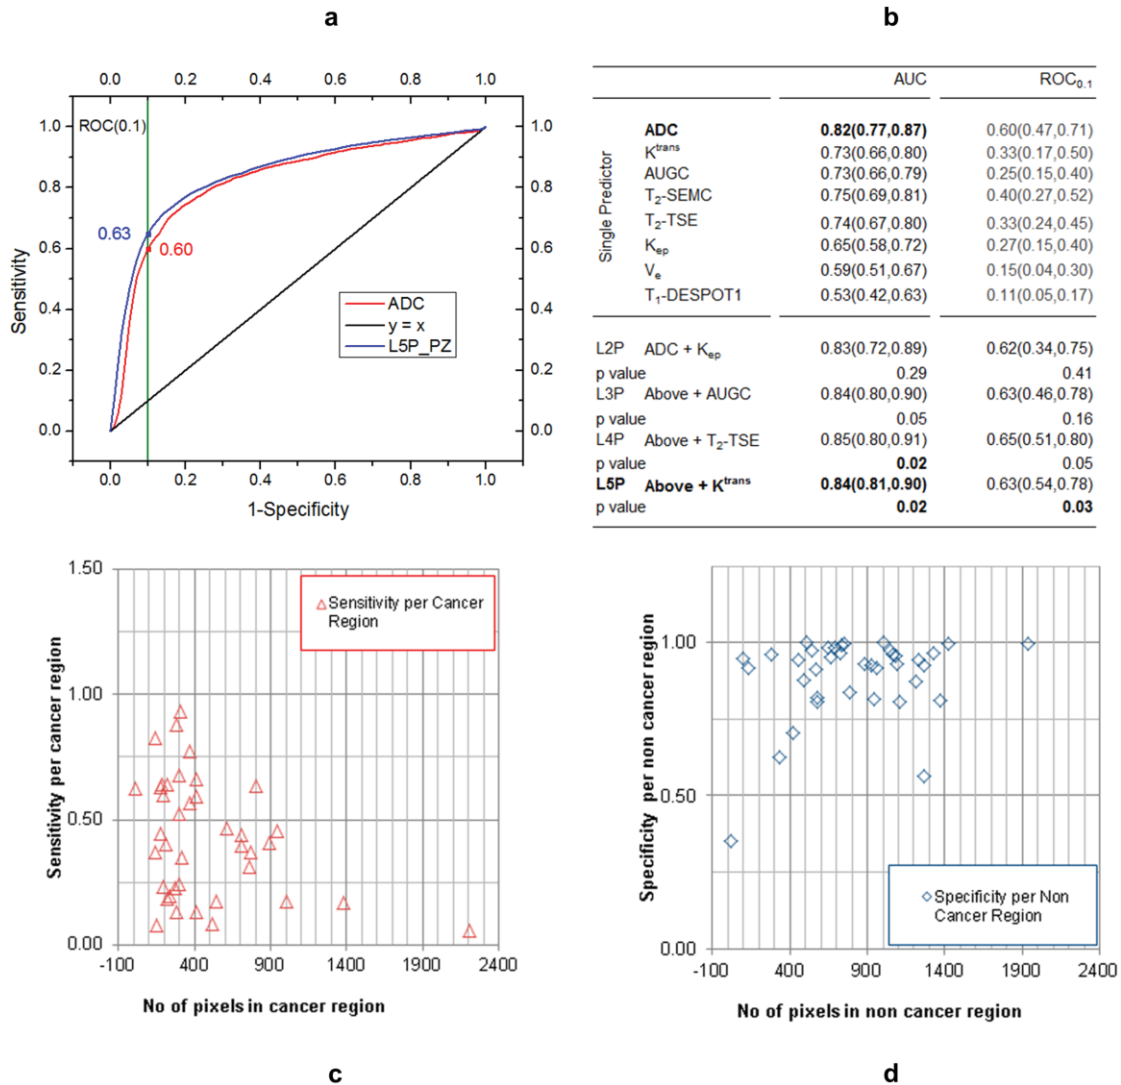 a
0.0 0.2 0.4 0.6 0.8 1.0
ROC(0.1)
1.0 1.0
0.8 0.8
0.6 0.6
0.4 0.4
0.2 0.2
0.0 0.0
0.63
0.60
Sensitivity
ADC
y = x
L5P_PZ
0.0 0.2 0.4 0.6 0.8 1.0
1-Specificity
b
AUC ROC0.1
Single Predictor
ADC 0.82(0.77,0.87) 0.60(0.47,0.71)
Ktrans 0.73(0.66,0.80) 0.33(0.17,0.50)
AUGC 0.73(0.66,0.79) 0.25(0.15,0.40)
T2-SEMC 0.75(0.69,0.81) 0.40(0.27,0.52)
T2-TSE 0.74(0.67,0.80) 0.33(0.24,0.45)
Kep 0.65(0.58,0.72) 0.27(0.15,0.40)
Ve 0.59(0.51,0.67) 0.15(0.04,0.30)
T1-DESPOT1 0.53(0.42,0.63) 0.11(0.05,0.17)
L2P ADC + Kep 0.83(0.72,0.89) 0.62(0.34,0.75)
p value 0.29 0.41
L3P Above + AUGC 0.84(0.80,0.90) 0.63(0.46,0.78)
p value 0.05 0.16
L4P Above + T2-TSE 0.85(0.80,0.91) 0.65(0.51,0.80)
p value 0.02 0.05
L5P Above + Ktrans 0.84(0.81,0.90) 0.63(0.54,0.78)
p value 0.02 0.03
1.50
1.00
0.50
0.00
Sensitivity per cancer region
Sensitivity per Cancer
Region
-100 400 900 1400 1900 2400
No of pixels in cancer region
c
1.00
0.50
0.00
Specificity per non cancer region
Specificity per Non
Cancer Region
-100 400 900 1400 1900 2400
No of pixels in non cancer region
d